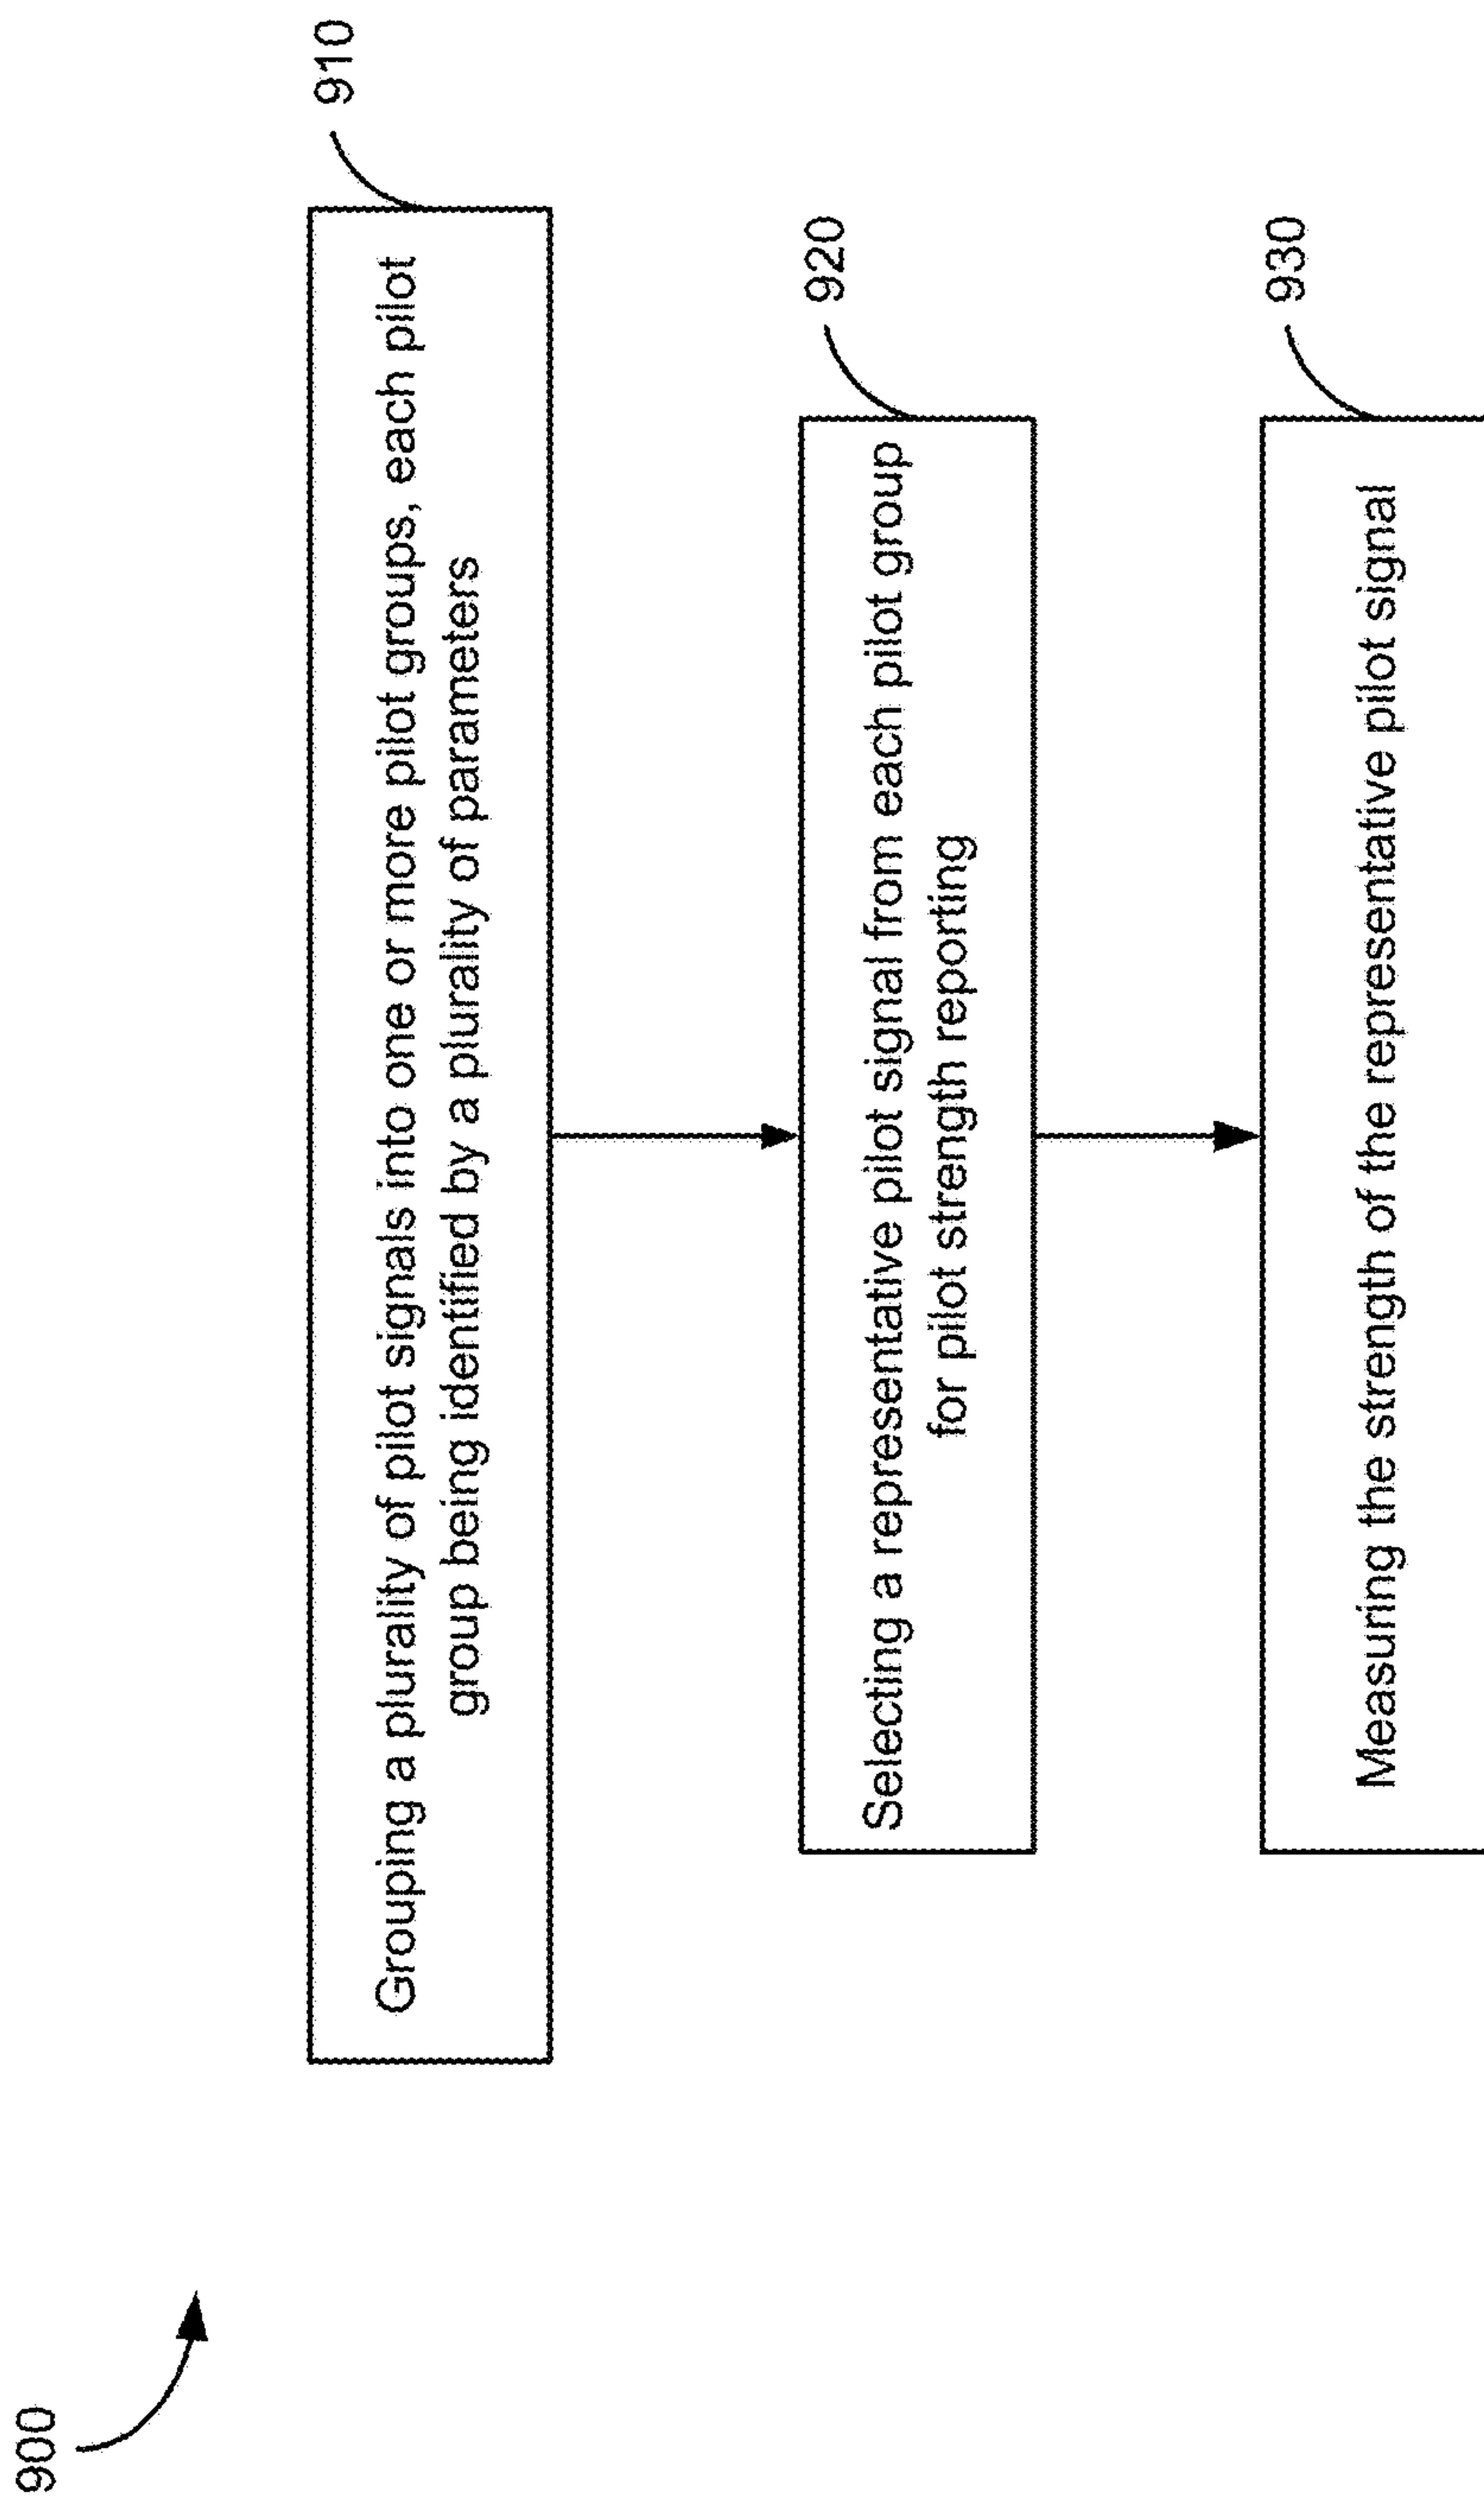 900
910
Grouping a plurality of pilot signals into one or more pilot groups, each pilot
group being identified by a plurality of parameters
920
Selecting a representative pilot signal from each pilot group
for pilot strength reporting
930
Measuring the strength of the representative pilot signal